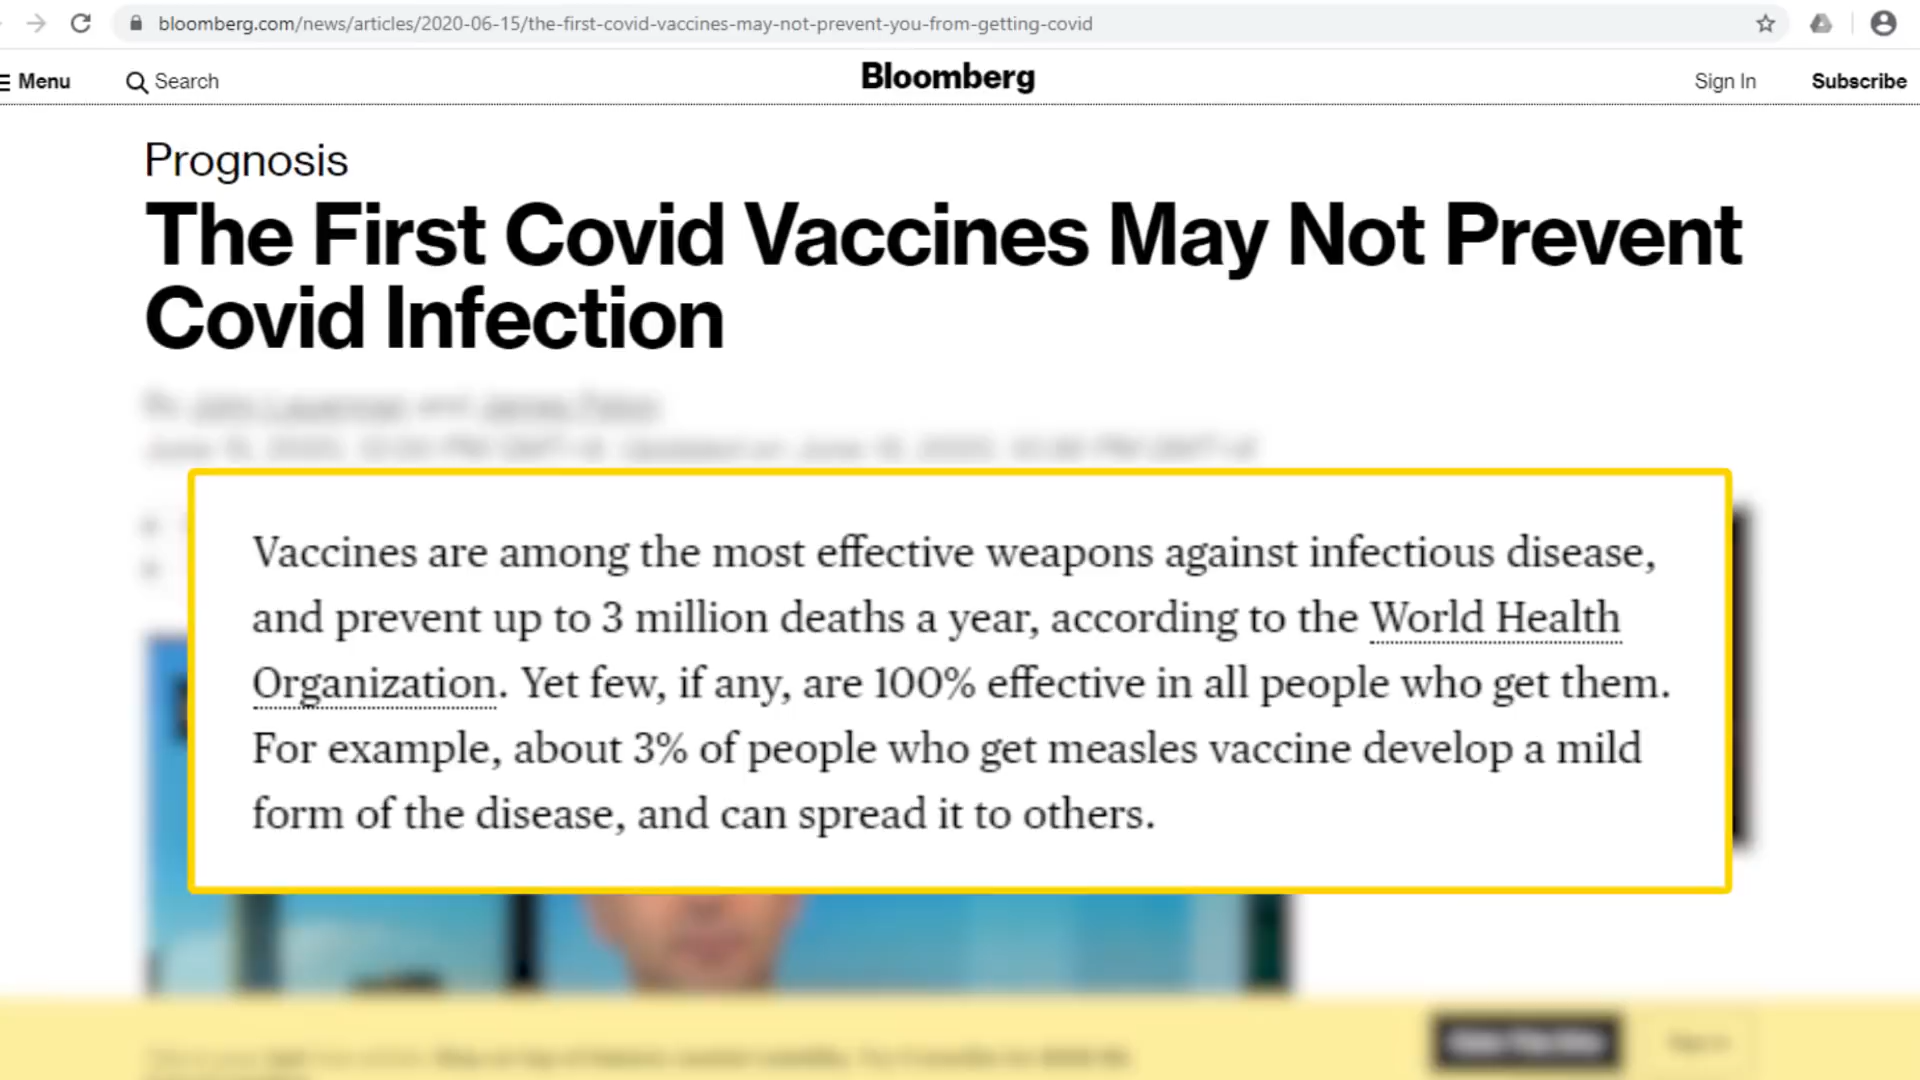 bloomberg.com/news/articles/2020-06-15/the-first-covid-vaccines-may-not-prevent-you-from-getting-covid
Menu
Search
Bloomberg
Sign In
Subscribe
Prognosis
The First Covid Vaccines May Not Prevent
Covid Infection
Vaccines are among the most effective weapons against infectious disease,
and prevent up to 3 million deaths a year, according to the World Health
Organization. Yet few, if any, are 100% effective in all people who get them.
For example, about 3% of people who get measles vaccine develop a mild
form of the disease, and can spread it to others.